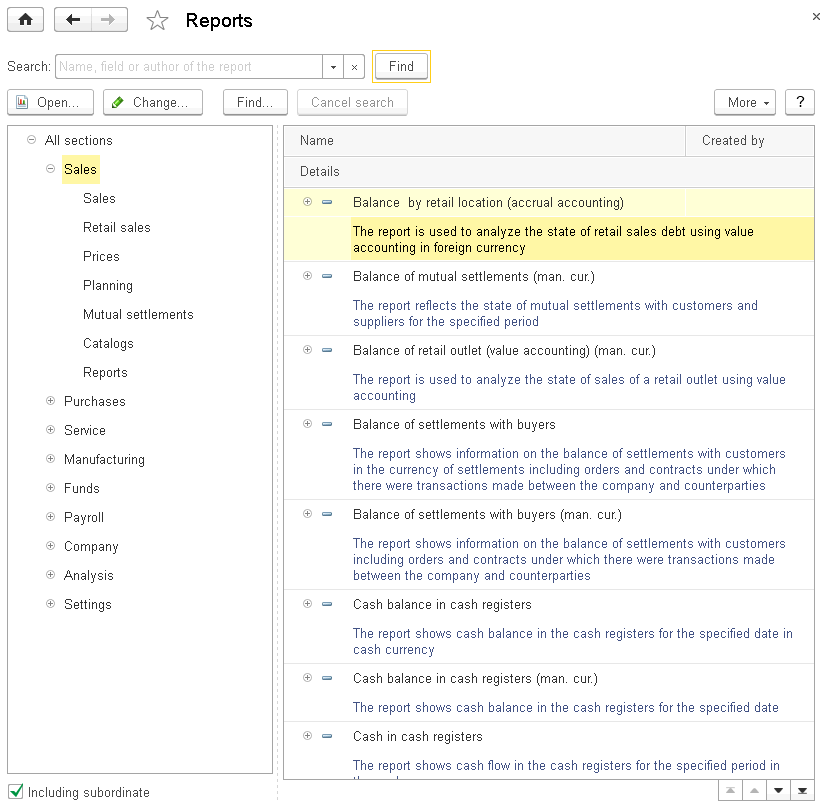 Reports
Search: Name, field or author of the report Find
Open... Change... Find... Cancel search More ?
All sections
Sales
Sales
Retail sales
Prices
Planning
Mutual settlements
Catalogs
Reports
Purchases
Service
Manufacturing
Funds
Payroll
Company
Analysis
Settings
Including subordinate
Name Created by
Details
Balance  by retail location (accrual accounting)
The report is used to analyze the state of retail sales debt using value
accounting in foreign currency
Balance of mutual settlements (man. cur.)
The report reflects the state of mutual settlements with customers and
suppliers for the specified period
Balance of retail outlet (value accounting) (man. cur.)
The report is used to analyze the state of sales of a retail outlet using value
accounting
Balance of settlements with buyers
The report shows information on the balance of settlements with customers
in the currency of settlements including orders and contracts under which
there were transactions made between the company and counterparties
Balance of settlements with buyers (man. cur.)
The report shows information on the balance of settlements with customers
including orders and contracts under which there were transactions made
between the company and counterparties
Cash balance in cash registers
The report shows cash balance in the cash registers for the specified date in
cash currency
Cash balance in cash registers (man. cur.)
The report shows cash balance in the cash registers for the specified date
Cash in cash registers
The report shows cash flow in the cash registers for the specified period in